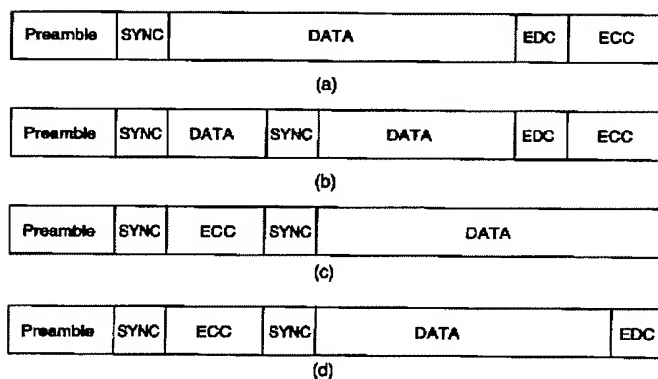 Preamble SYNC DATA EDC ECC
(a)
Preamble SYNC DATA SYNC DATA EDC ECC
(b)
Preamble SYNC ECC SYNC DATA
(c)
Preamble SYNC ECC SYNC DATA EDC
(d)